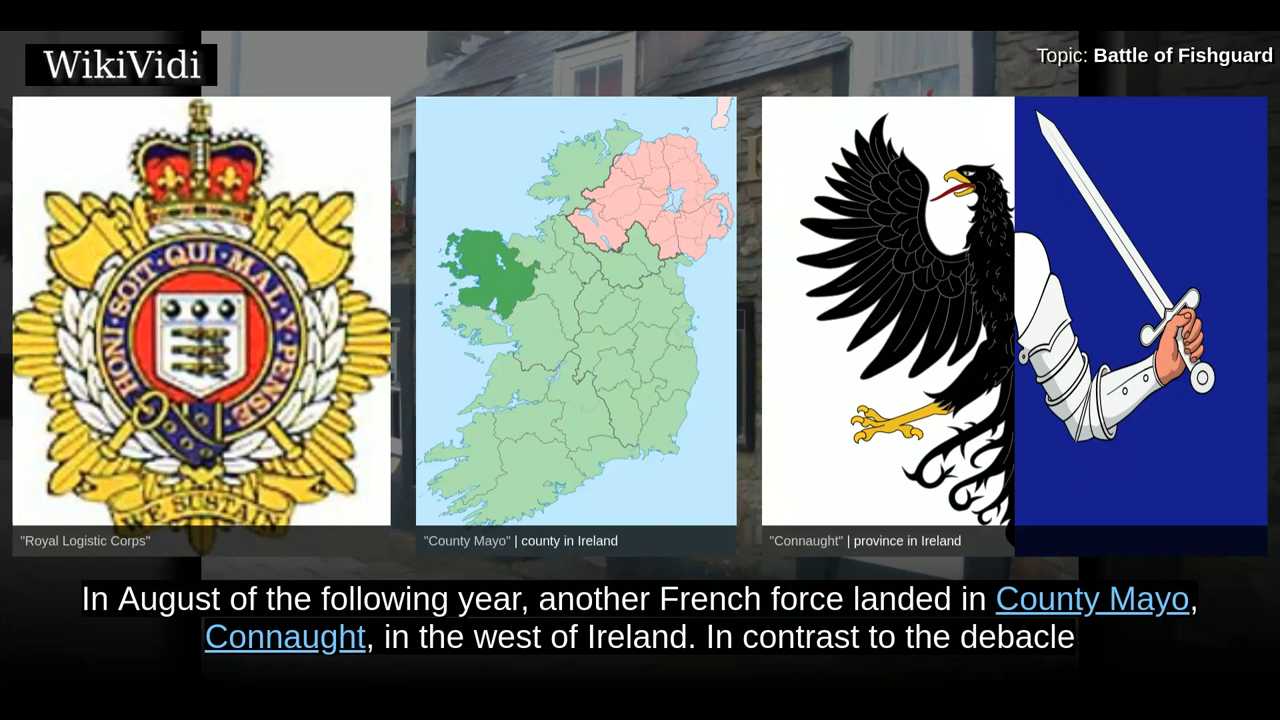 WikiVidi
Topic: Battle of Fishguard
HONI·SOIT·QUI·MAL·Y·PENSE
WE SUSTAIN
"Royal Logistic Corps"
"County Mayo" | county in Ireland
"Connaught" | province in Ireland
In August of the following year, another French force landed in County Mayo,
Connaught, in the west of Ireland. In contrast to the debacle